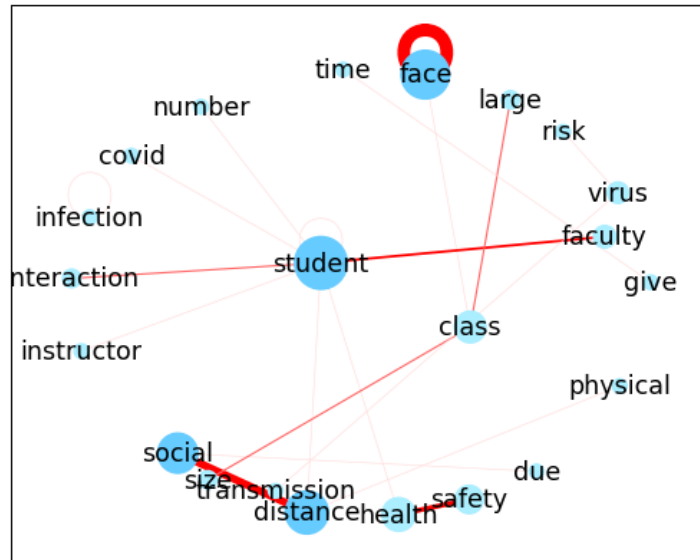 time
face
large
number
risk
covid
virus
infection
faculty
student
nteraction
give
class
instructor
physical
social
due
size
transmission
safety
distance
health